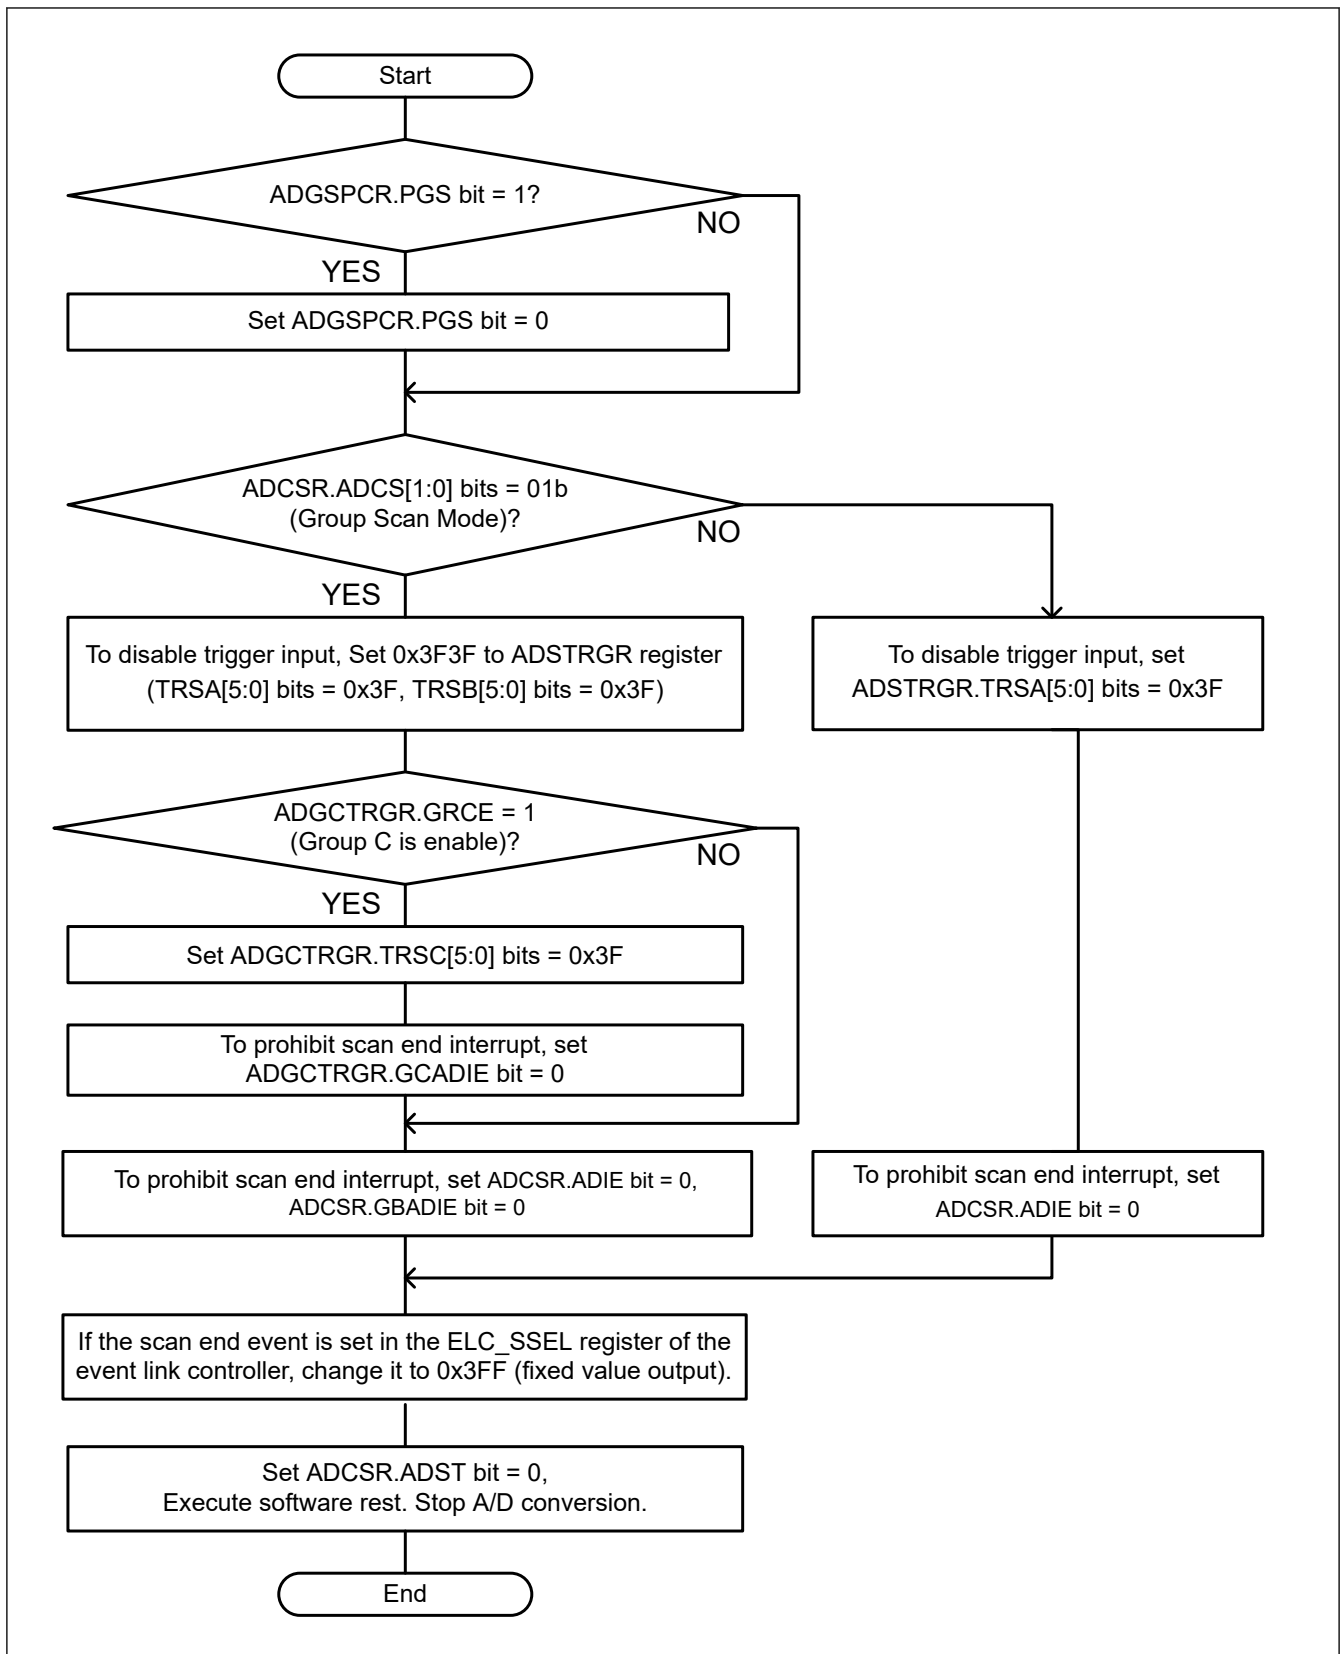 Start
ADGSPCR.PGS bit = 1?
NO
YES
Set ADGSPCR.PGS bit = 0
ADCSR.ADCS[1:0] bits = 01b
(Group Scan Mode)?
NO
YES
To disable trigger input, Set 0x3F3F to ADSTRGR register
(TRSA[5:0] bits = 0x3F, TRSB[5:0] bits = 0x3F)
To disable trigger input, set
ADSTRGR.TRSA[5:0] bits = 0x3F
ADGCTRGR.GRCE = 1
(Group C is enable)?
NO
YES
Set ADGCTRGR.TRSC[5:0] bits = 0x3F
To prohibit scan end interrupt, set
ADGCTRGR.GCADIE bit = 0
To prohibit scan end interrupt, set ADCSR.ADIE bit = 0,
ADCSR.GBADIE bit = 0
To prohibit scan end interrupt, set
ADCSR.ADIE bit = 0
If the scan end event is set in the ELC_SSEL register of the
event link controller, change it to 0x3FF (fixed value output).
Set ADCSR.ADST bit = 0,
Execute software rest. Stop A/D conversion.
End